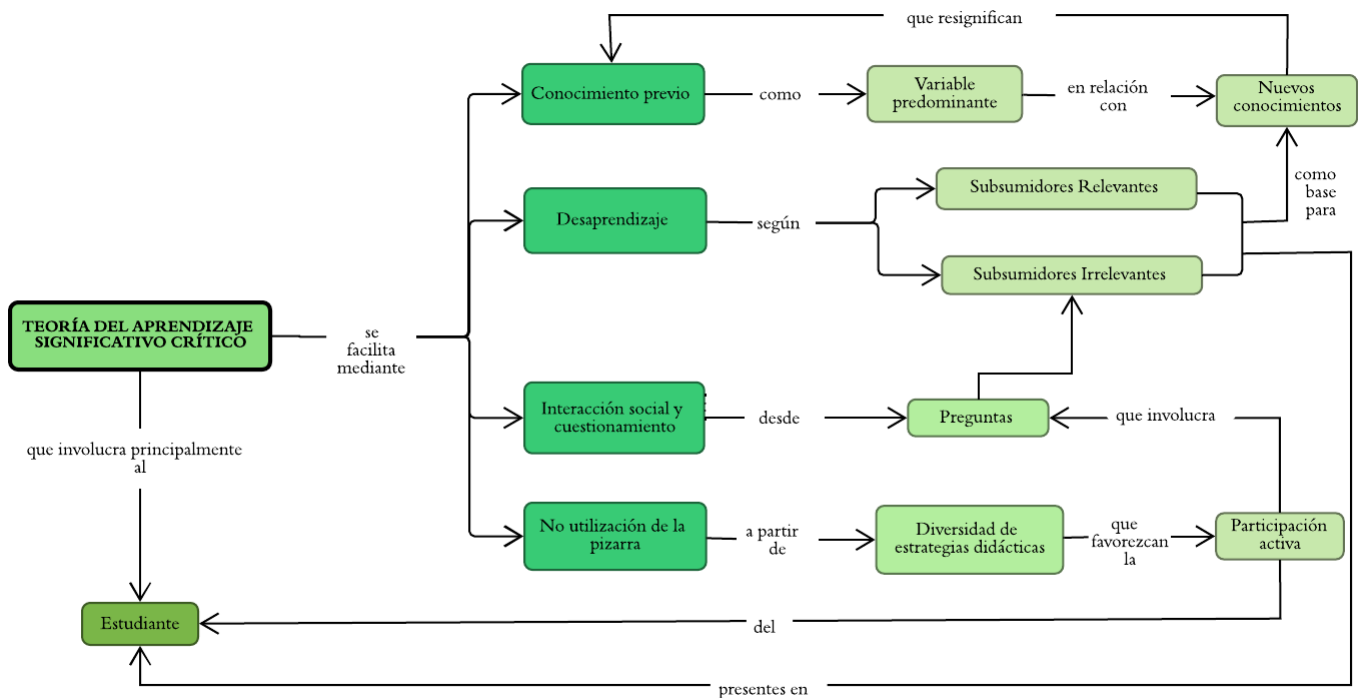 que resignifican
Conocimiento previo
como
Variable
predominante
en relación
con
Nuevos
conocimientos
Desaprendizaje
según
Subsumidores Relevantes
Subsumidores Irrelevantes
como
base
para
TEORÍA DEL APRENDIZAJE
SIGNIFICATIVO CRÍTICO
se
facilita
mediante
Interacción social y
cuestionamiento
desde
Preguntas
que involucra
que involucra principalmente
al
No utilización de la
pizarra
a partir
de
Diversidad de
estrategias didácticas
que
favorezcan
la
Participación
activa
Estudiante
del
presentes en